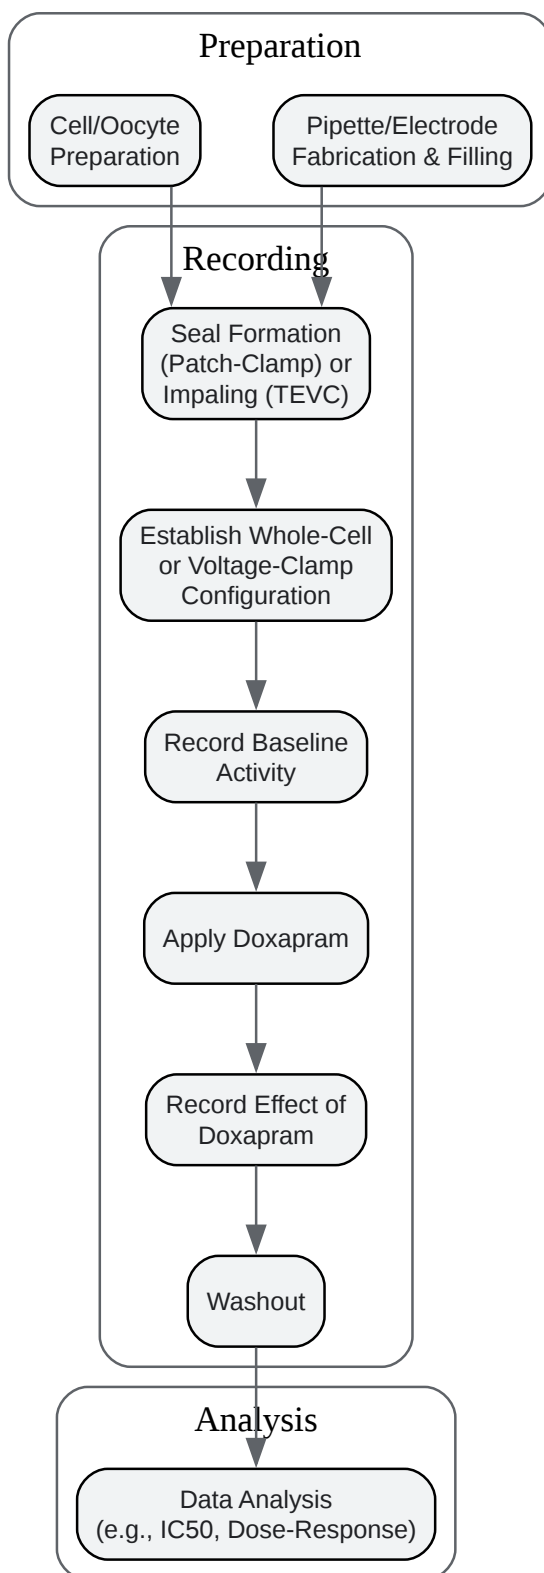 Preparation
Cell/Oocyte
Preparation
Pipette/Electrode
Fabrication & Filling
Recording
Seal Formation
(Patch-Clamp) or
Impaling (TEVC)
Establish Whole-Cell
or Voltage-Clamp
Configuration
Record Baseline
Activity
Apply Doxapram
Record Effect of
Doxapram
Washout
Analysis
Data Analysis
(e.g., IC50, Dose-Response)